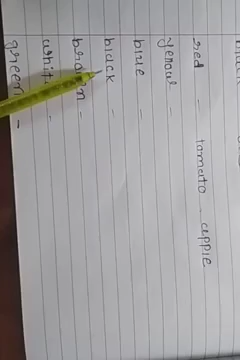 red - tomato apple
yellow -
blue -
black -
brown -
white -
green -